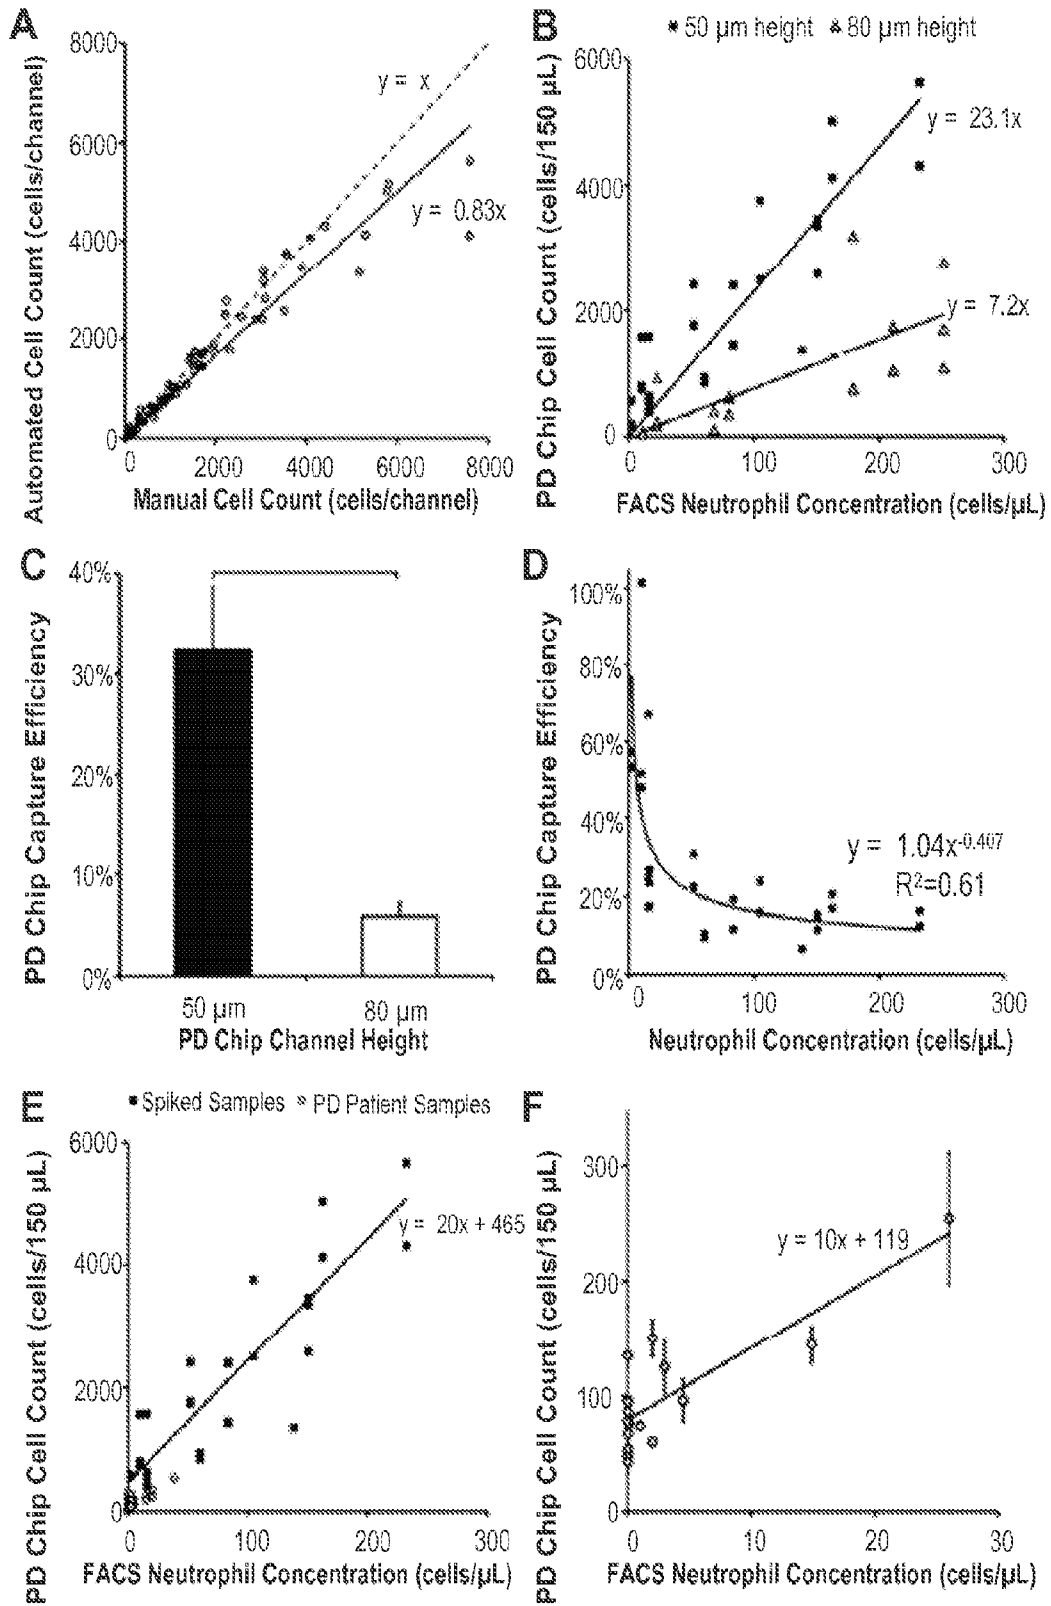 A
Automated Cell Count (cells/channel)
8000
6000
4000
2000
0
y = x
y = 0.83x
0 2000 4000 6000 8000
Manual Cell Count (cells/channel)
B
50 µm height 80 µm height
PD Chip Cell Count (cells/150 µL)
6000
4000
2000
0
y = 23.1x
y = 7.2x
0 100 200 300
FACS Neutrophil Concentration (cells/µL)
C
PD Chip Capture Efficiency
40%
30%
20%
10%
0%
50 µm 80 µm
PD Chip Channel Height
D
PD Chip Capture Efficiency
100%
80%
60%
40%
20%
0%
y = 1.04x-0.407
R2=0.61
0 100 200 300
Neutrophil Concentration (cells/µL)
E
Spiked Samples PD Patient Samples
PD Chip Cell Count (cells/150 µL)
6000
4000
2000
0
y = 20x + 465
0 100 200 300
FACS Neutrophil Concentration (cells/µL)
F
PD Chip Cell Count (cells/150 µL)
300
200
100
0
y = 10x + 119
0 10 20 30
FACS Neutrophil Concentration (cells/µL)